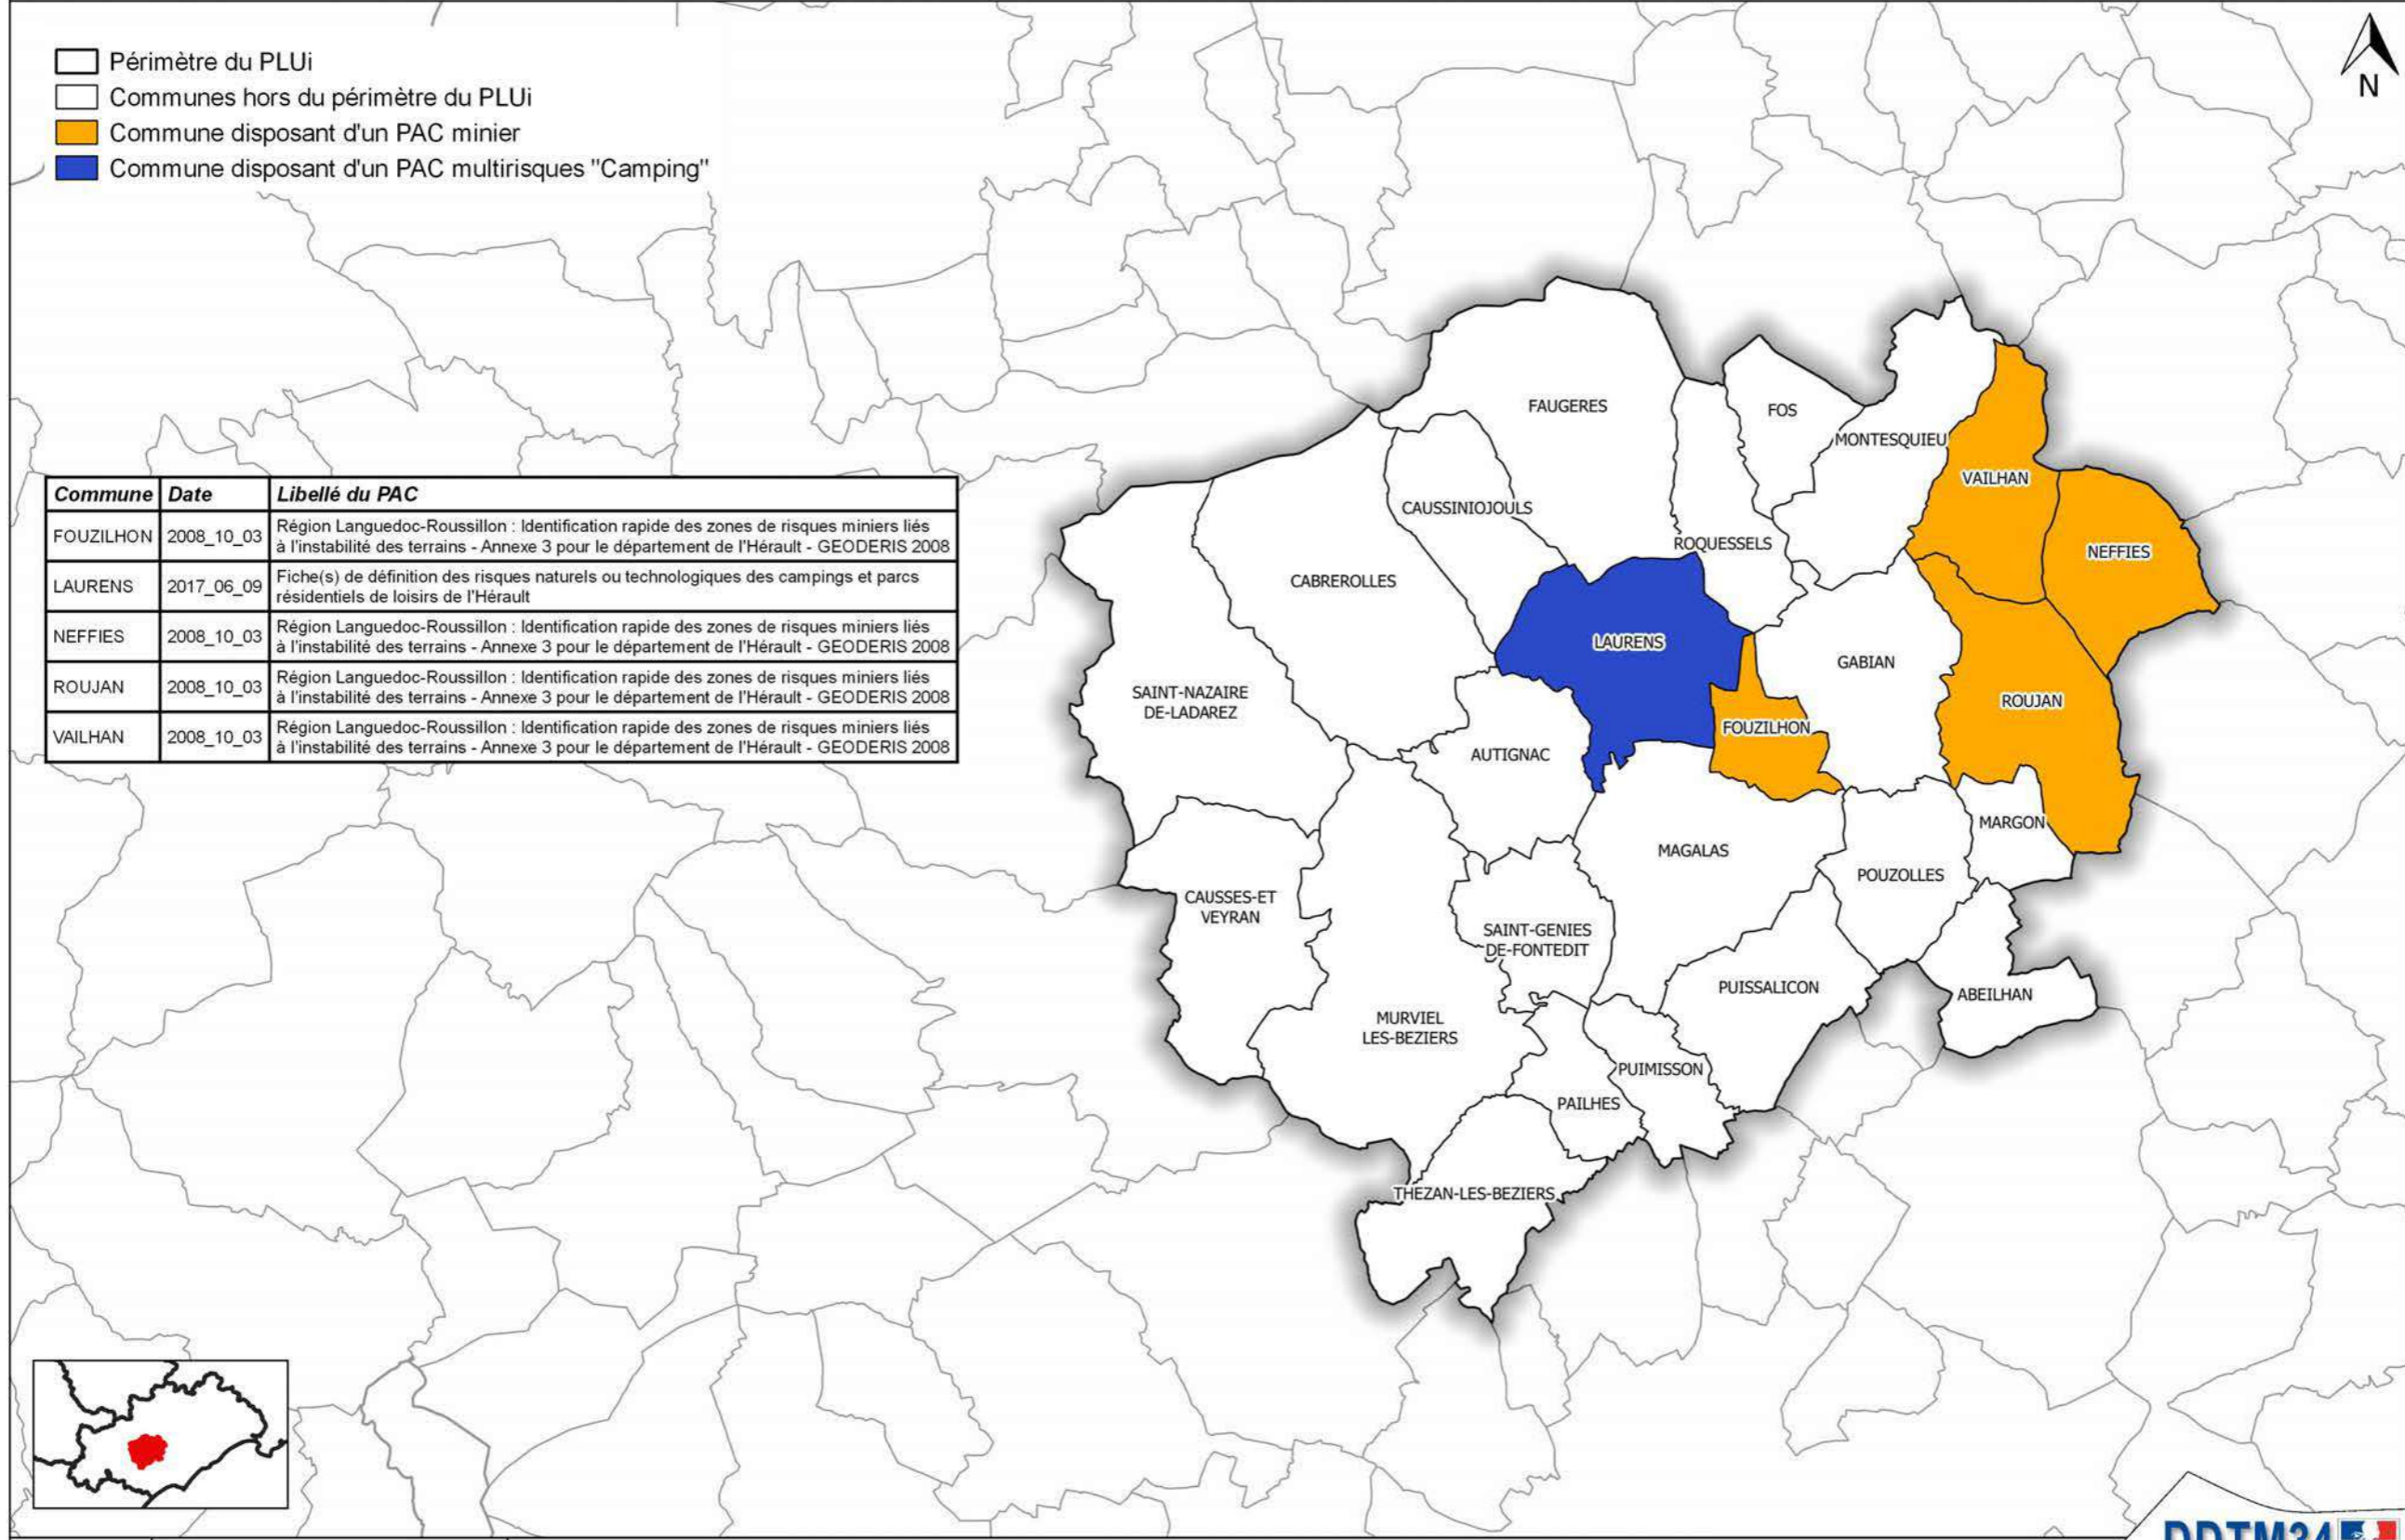 Périmètre du PLUi
Communes hors du périmètre du PLUi
Commune disposant d'un PAC minier
Commune disposant d'un PAC multirisques "Camping"
N
Commune Date Libellé du PAC
FOUZILHON 2008_10_03 Région Languedoc-Roussillon : Identification rapide des zones de risques miniers liés
à l'instabilité des terrains - Annexe 3 pour le département de l'Hérault - GEODERIS 2008
LAURENS 2017_06_09 Fiche(s) de définition des risques naturels ou technologiques des campings et parcs
résidentiels de loisirs de l'Hérault
NEFFIES 2008_10_03 Région Languedoc-Roussillon : Identification rapide des zones de risques miniers liés
à l'instabilité des terrains - Annexe 3 pour le département de l'Hérault - GEODERIS 2008
ROUJAN 2008_10_03 Région Languedoc-Roussillon : Identification rapide des zones de risques miniers liés
à l'instabilité des terrains - Annexe 3 pour le département de l'Hérault - GEODERIS 2008
VAILHAN 2008_10_03 Région Languedoc-Roussillon : Identification rapide des zones de risques miniers liés
à l'instabilité des terrains - Annexe 3 pour le département de l'Hérault - GEODERIS 2008
FAUGERES
FOS
MONTESQUIEU
VAILHAN
CAUSSINIOJOULS
ROQUESSELS
NEFFIES
CABREROLLES
LAURENS
GABIAN
SAINT-NAZAIRE
DE-LADAREZ
ROUJAN
FOUZILHON
AUTIGNAC
MARGON
MAGALAS
POUZOLLES
CAUSSES-ET
VEYRAN
SAINT-GENIES
DE-FONTEDIT
PUISSALICON
ABEILHAN
MURVIEL
LES-BEZIERS
PUIMISSON
PAILHES
THEZAN-LES-BEZIERS
DDTM34